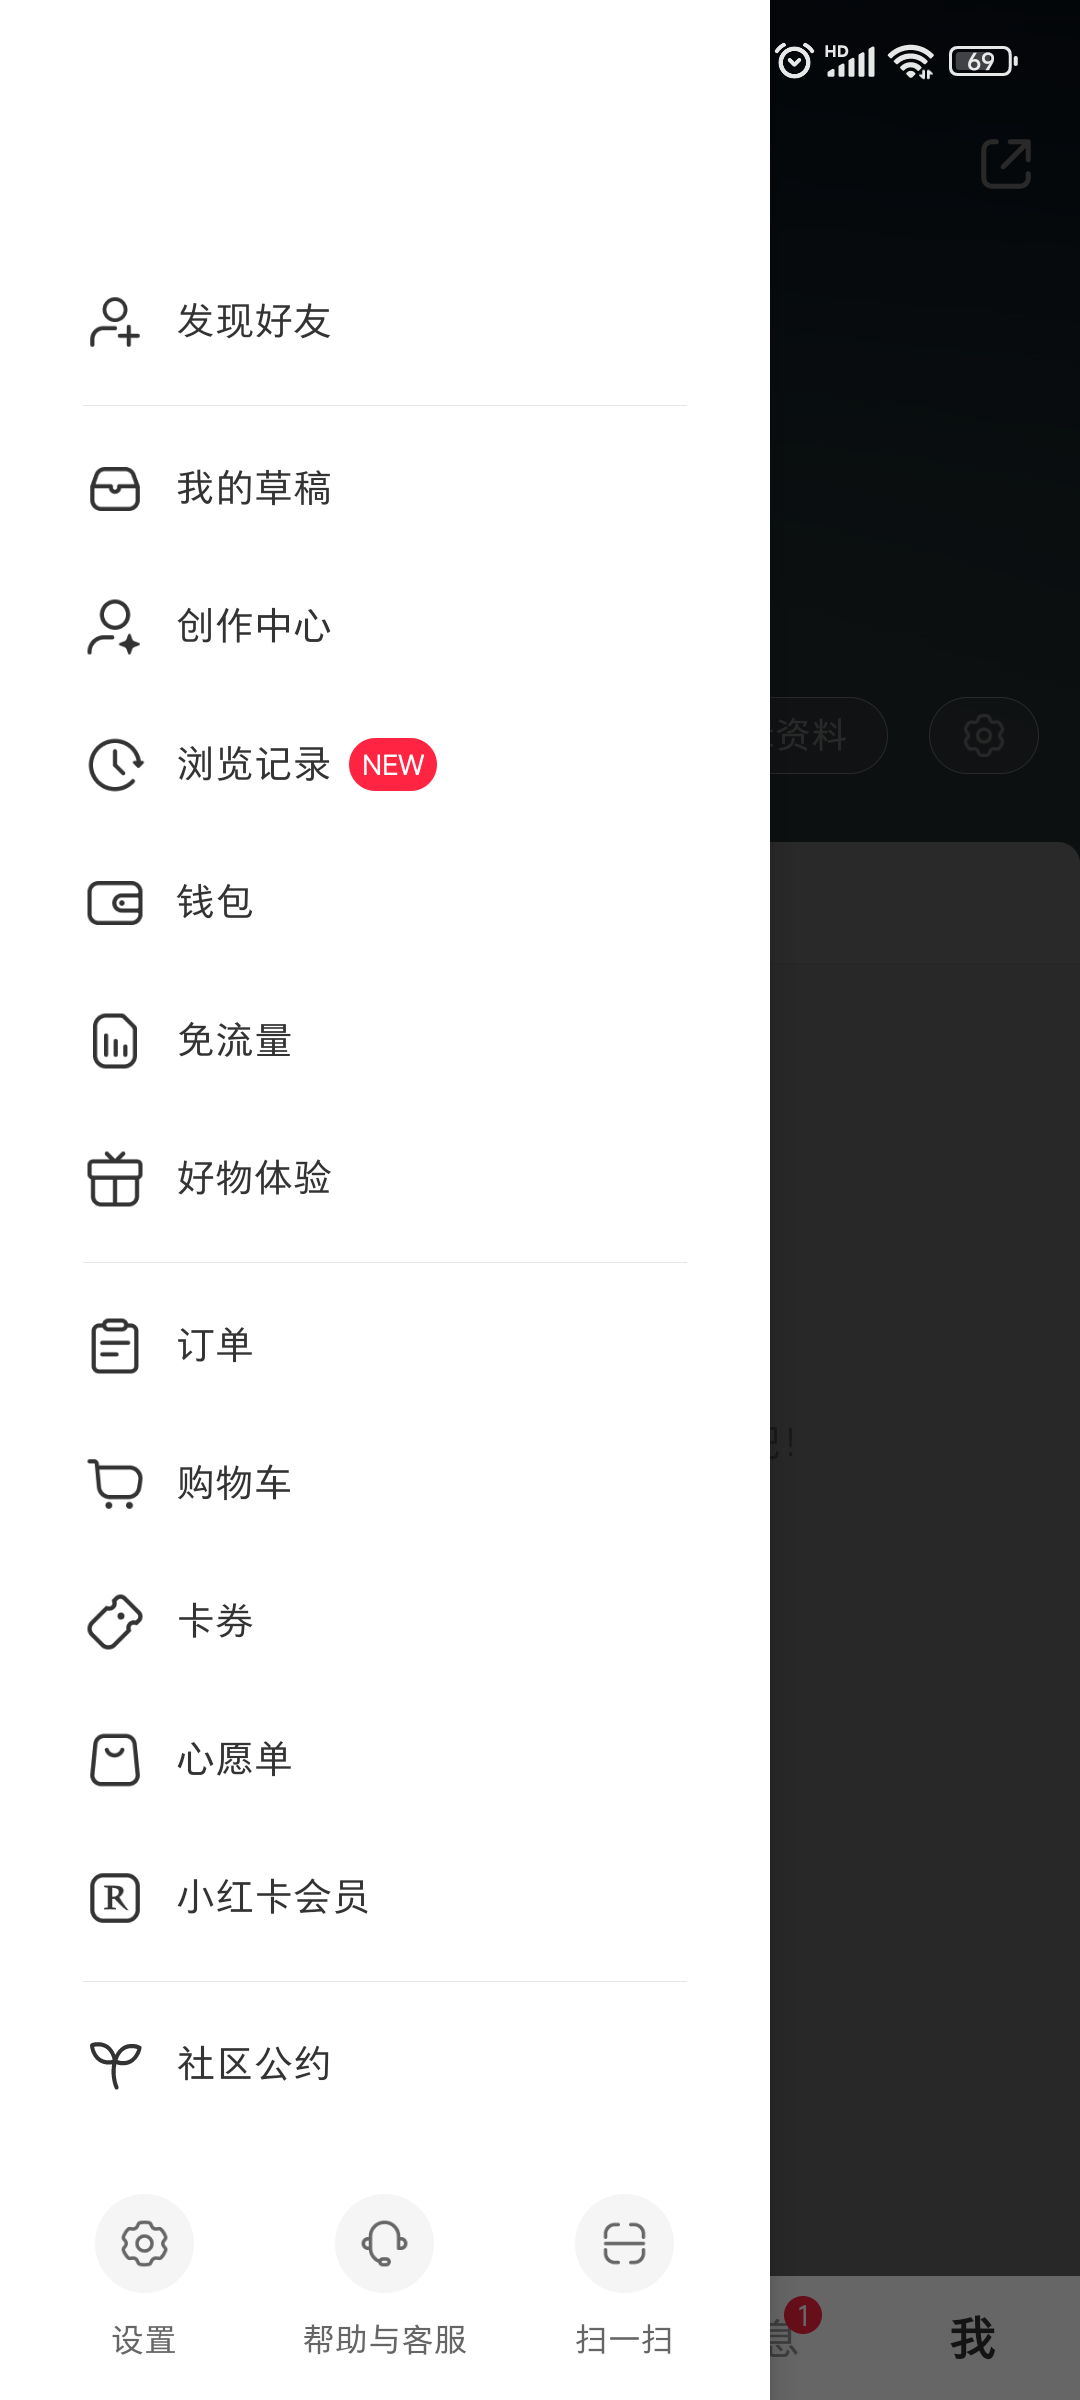 HD
69
发现好友
我的草稿
创作中心
资料
浏览记录 NEW
钱包
免流量
好物体验
订单
吧!
购物车
卡券
心愿单
R 小红卡会员
社区公约
设置
帮助与客服
扫一扫
息
1
我